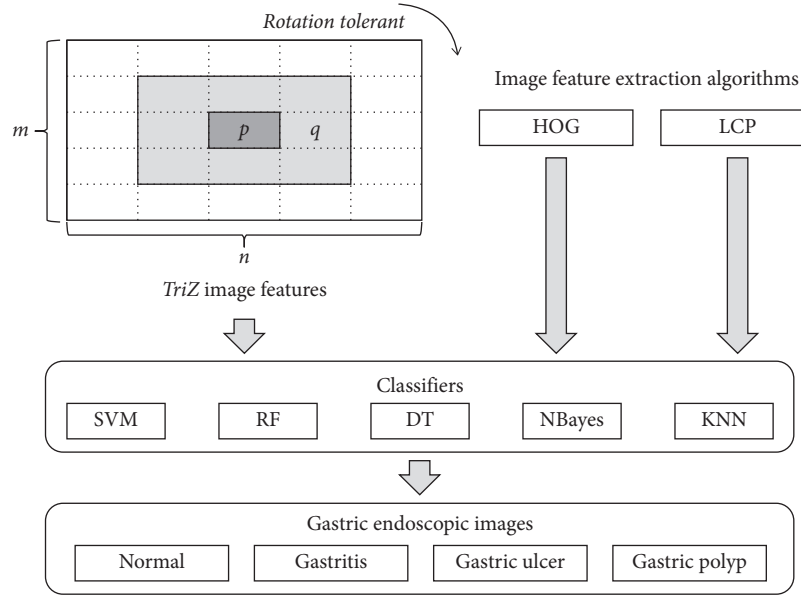 Rotation tolerant
Image feature extraction algorithms
HOG
LCP
m
p
q
n
TriZ image features
Classifiers
SVM
RF
DT
NBayes
KNN
Gastric endoscopic images
Normal
Gastritis
Gastric ulcer
Gastric polyp